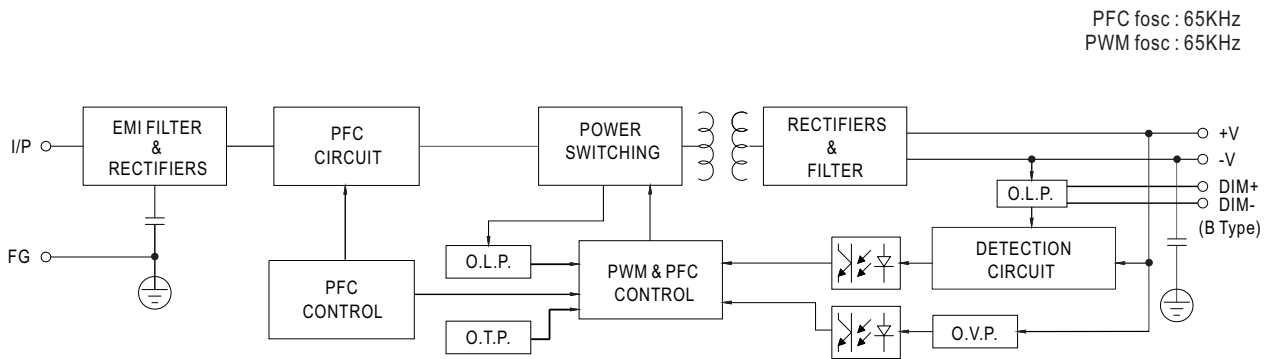 PFC fosc : 65KHz
PWM fosc : 65KHz
I/P
EMI FILTER
&
RECTIFIERS
PFC
CIRCUIT
POWER
SWITCHING
RECTIFIERS
&
FILTER
+V
-V
DIM+
DIM-
(B Type)
O.L.P.
FG
PFC
CONTROL
O.L.P.
O.T.P.
PWM & PFC
CONTROL
DETECTION
CIRCUIT
O.V.P.